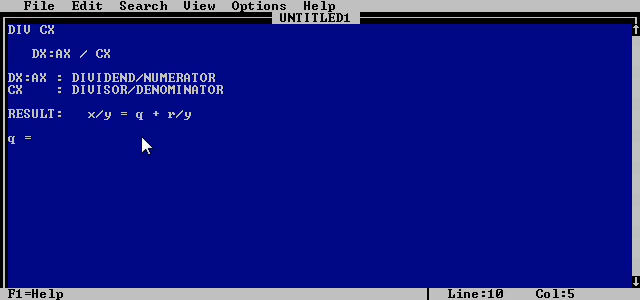 File Edit Search View Options Help
UNTITLED1
DIV CX
DX:AX / CX
DX:AX : DIVIDEND/NUMERATOR
CX : DIVISOR/DENOMINATOR
RESULT: x/y = q + r/y
q =
F1=Help Line:10 Col:5